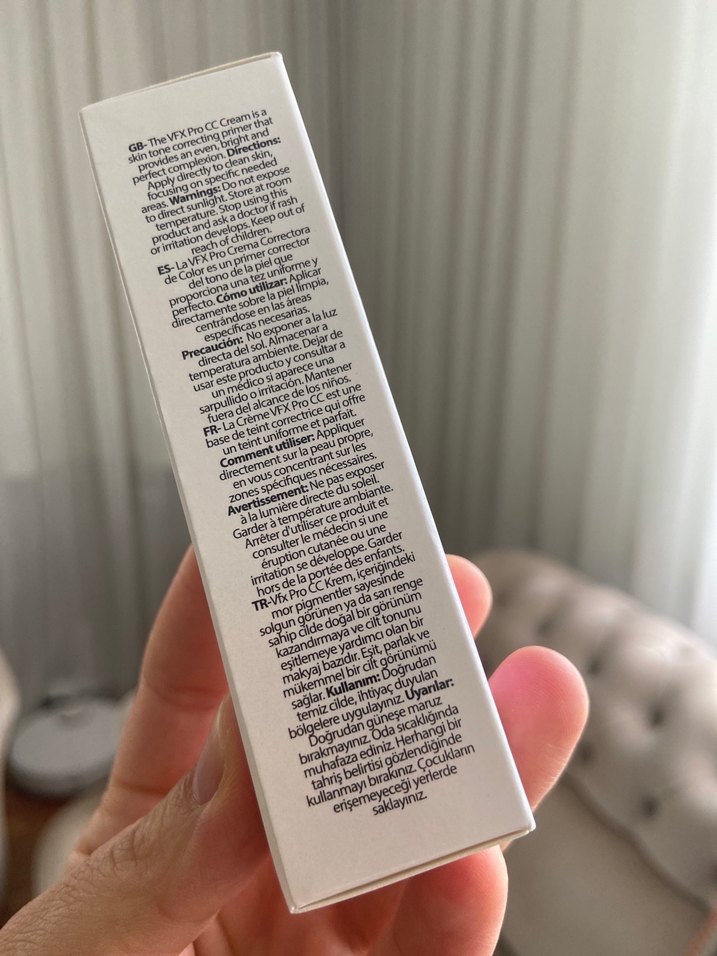 GB- The VFX Pro CC Cream is a
skin tone correcting primer that
provides an even, bright and
perfect complexion. Directions:
Apply directly to clean skin,
focusing on specific needed
areas. Warnings: Do not expose
to direct sunlight. Store at room
temperature. Stop using this
product and ask a doctor if rash
or irritation develops. Keep out of
reach of children.
ES- La VFX Pro Crema Correctora
de Color es un primer corrector
del tono de la piel que
proporciona una tez uniforme y
perfecto. Cómo utilizar: Aplicar
directamente sobre la piel limpia,
centrándose en las áreas
específicas necesarias.
Precaución: No exponer a la luz
directa del sol. Almacenar a
temperatura ambiente. Dejar de
usar este producto y consultar a
un médico si aparece una
sarpullido o irritación. Mantener
fuera del alcance de los niños.
FR- La Crème VFX Pro CC est une
base de teint correctrice qui offre
un teint uniforme et parfait.
Comment utiliser: Appliquer
directement sur la peau propre,
en vous concentrant sur les
zones spécifiques nécessaires.
Avertissement: Ne pas exposer
à la lumière directe du soleil.
Garder à température ambiante.
Arrêter d'utiliser ce produit et
consulter le médecin si une
éruption cutanée ou une
irritation se développe. Garder
hors de la portée des enfants.
TR-Vfx Pro CC Krem, içeriğindeki
mor pigmentler sayesinde
solgun görünen ya da sarı renge
sahip cilde doğal bir görünüm
kazandırmaya ve cilt tonunu
eşitlemeye yardımcı olan bir
makyaj bazıdır. Eşit, parlak ve
mükemmel bir cilt görünümü
sağlar. Kullanım: Doğrudan
temiz cilde, ihtiyaç duyulan
bölgelere uygulayınız. Uyarılar:
Doğrudan güneşe maruz
bırakmayınız. Oda sıcaklığında
muhafaza ediniz. Herhangi bir
tahriş belirtisi gözlendiğinde
kullanmayı bırakınız. Çocukların
erişemeyeceği yerlerde
saklayınız.